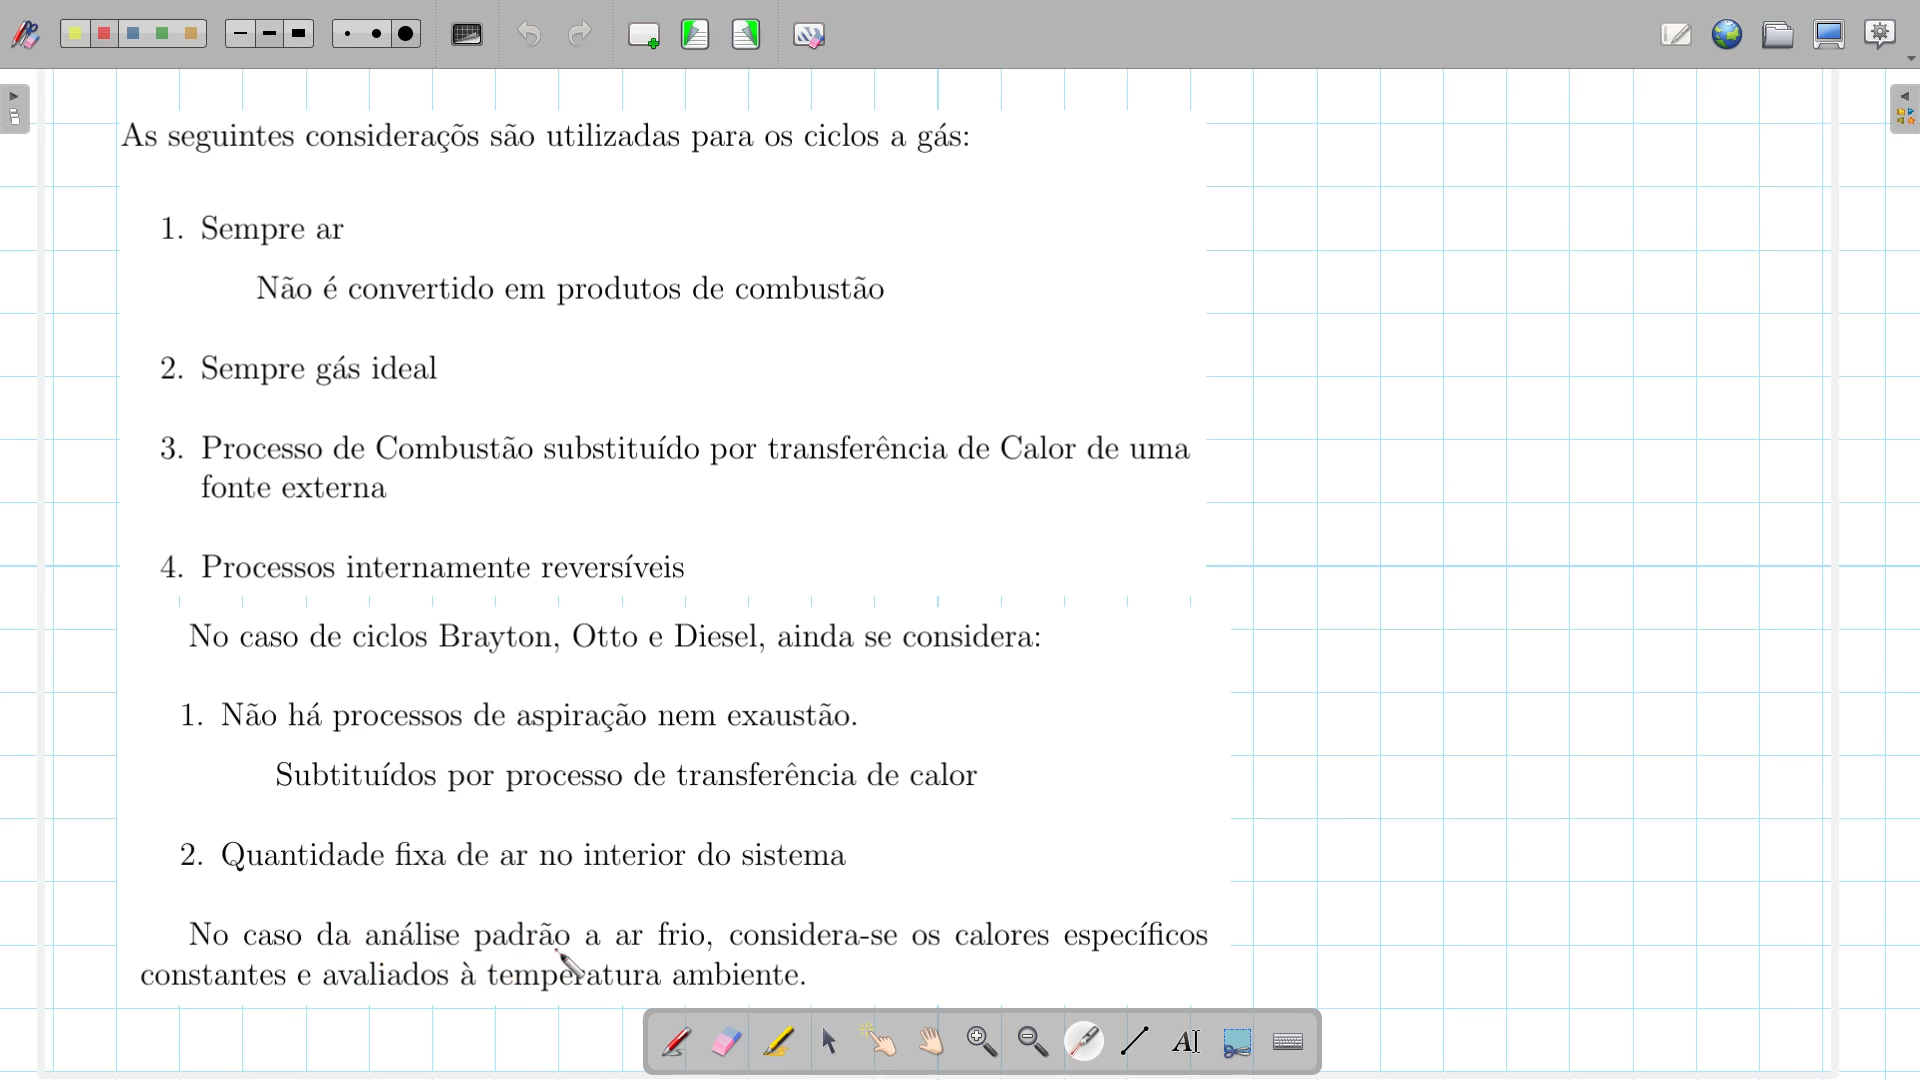 As seguintes consideraçõs são utilizadas para os ciclos a gás:
1. Sempre ar
Não é convertido em produtos de combustão
2. Sempre gás ideal
3. Processo de Combustão substituído por transferência de Calor de uma
fonte externa
4. Processos internamente reversíveis
No caso de ciclos Brayton, Otto e Diesel, ainda se considera:
1. Não há processos de aspiração nem exaustão.
Subtituídos por processo de transferência de calor
2. Quantidade fixa de ar no interior do sistema
No caso da análise padrão a ar frio, considera-se os calores específicos
constantes e avaliados à temperatura ambiente.